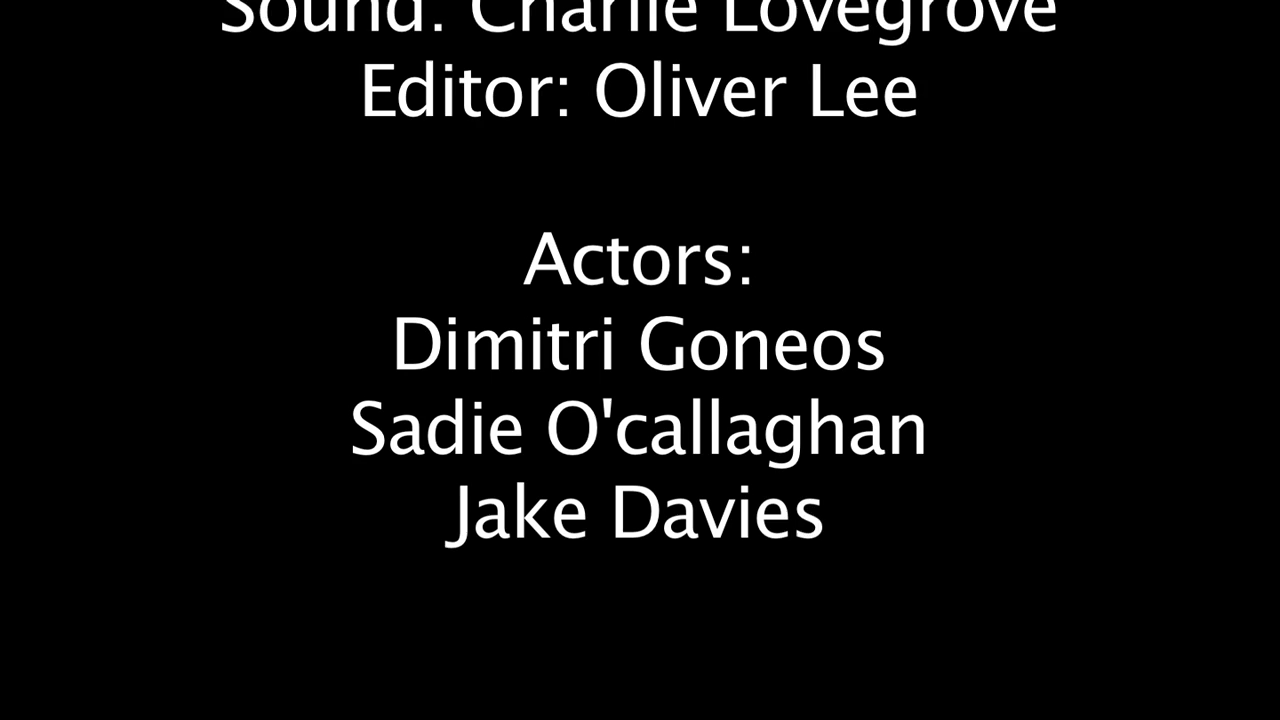 Sound: Charlie Lovegrove
Editor: Oliver Lee
Actors:
Dimitri Goneos
Sadie O'callaghan
Jake Davies